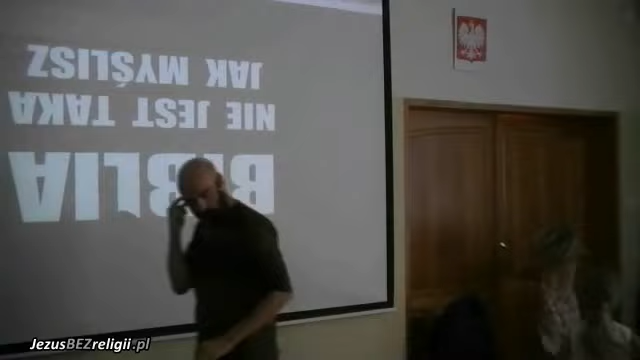 BIBLIA
NIE JEST TAKA
JAK MYŚLISZ
JezusBEZreligii.pl